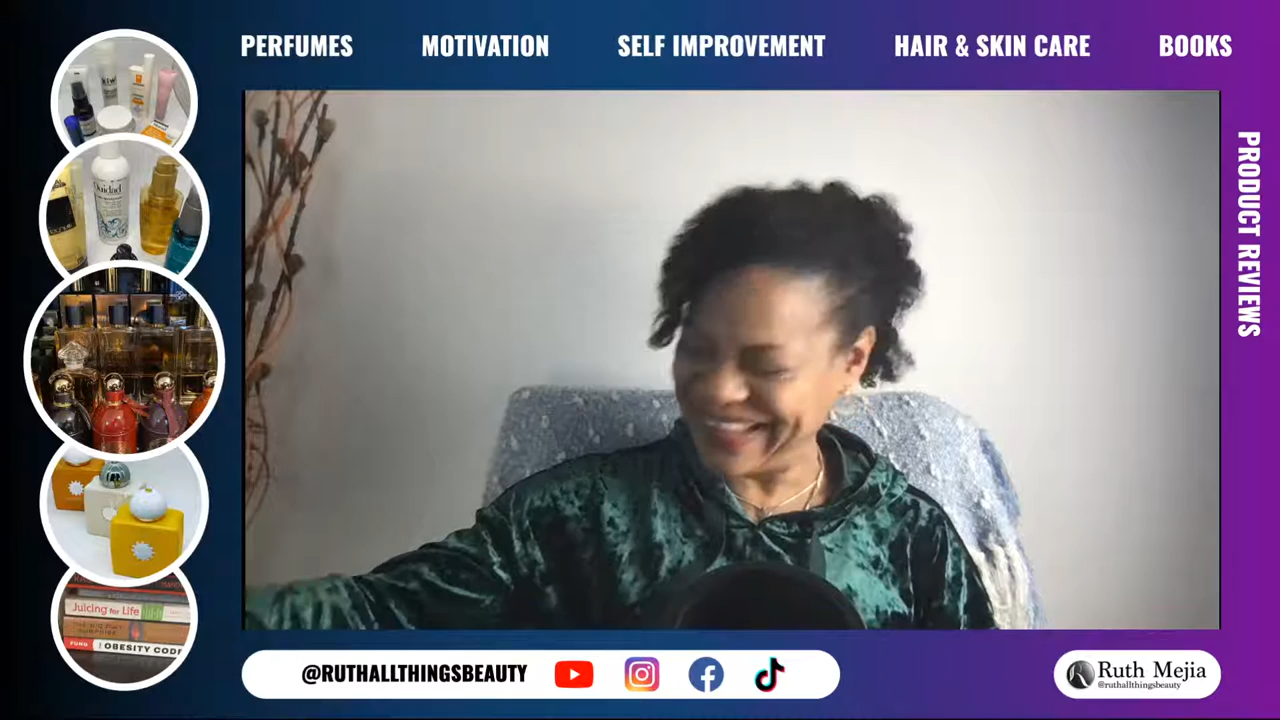 PERFUMES MOTIVATION SELF IMPROVEMENT HAIR & SKIN CARE BOOKS
PRODUCT REVIEWS
Ouidad
Juicing for Life
OBESITY CODE
@RUTHALLTHINGSBEAUTY
Ruth Mejia
@ruthallthingsbeauty